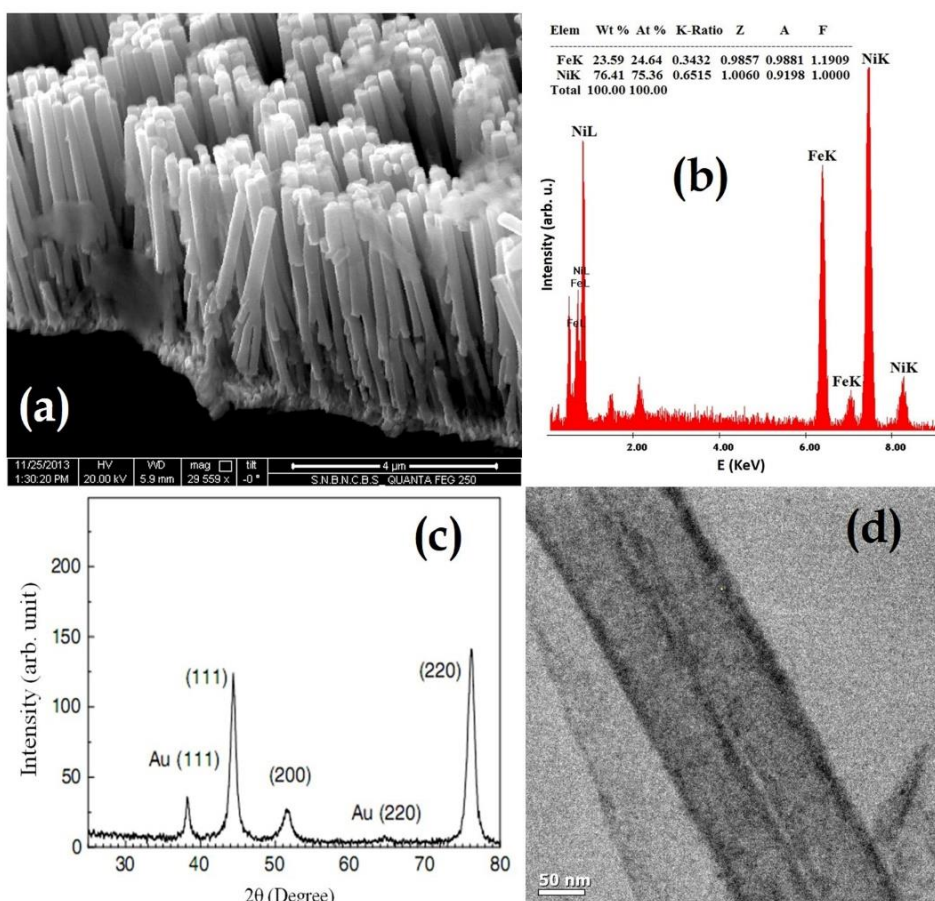 (a)
11/25/2013 HV WD mag □ tilt 4 µm
1:30:20 PM 20.00 kV 5.9 mm 29 559 x -0 ° S.N.B.N.C.B.S_ QUANTA FEG 250
Elem Wt % At % K-Ratio Z A F
FeK 23.59 24.64 0.3432 0.9857 0.9881 1.1909
NiK 76.41 75.36 0.6515 1.0060 0.9198 1.0000
Total 100.00 100.00
NiK
NiL
(b)
FeK
NiL
FeL
FeL
FeK
NiK
Intensity (arb. u.)
2.00 4.00 6.00 8.00
E (KeV)
(c)
200
150
100
50
0
(220)
(111)
Au (111)
(200)
Au (220)
Intensity (arb. unit)
30 40 50 60 70 80
2θ (Degree)
(d)
50 nm